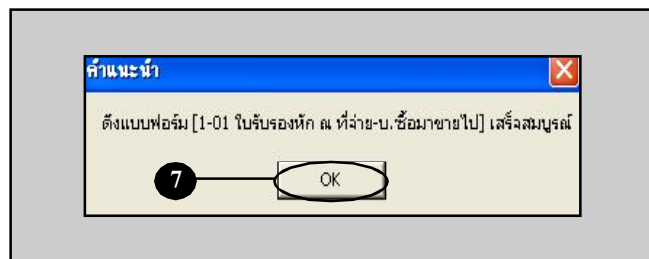 คำแนะนำ
ดึงแบบฟอร์ม [1-01 ใบรับรองหัก ณ ที่จ่าย-บ.ซื้อมาขายไป] เสร็จสมบูรณ์
7 OK